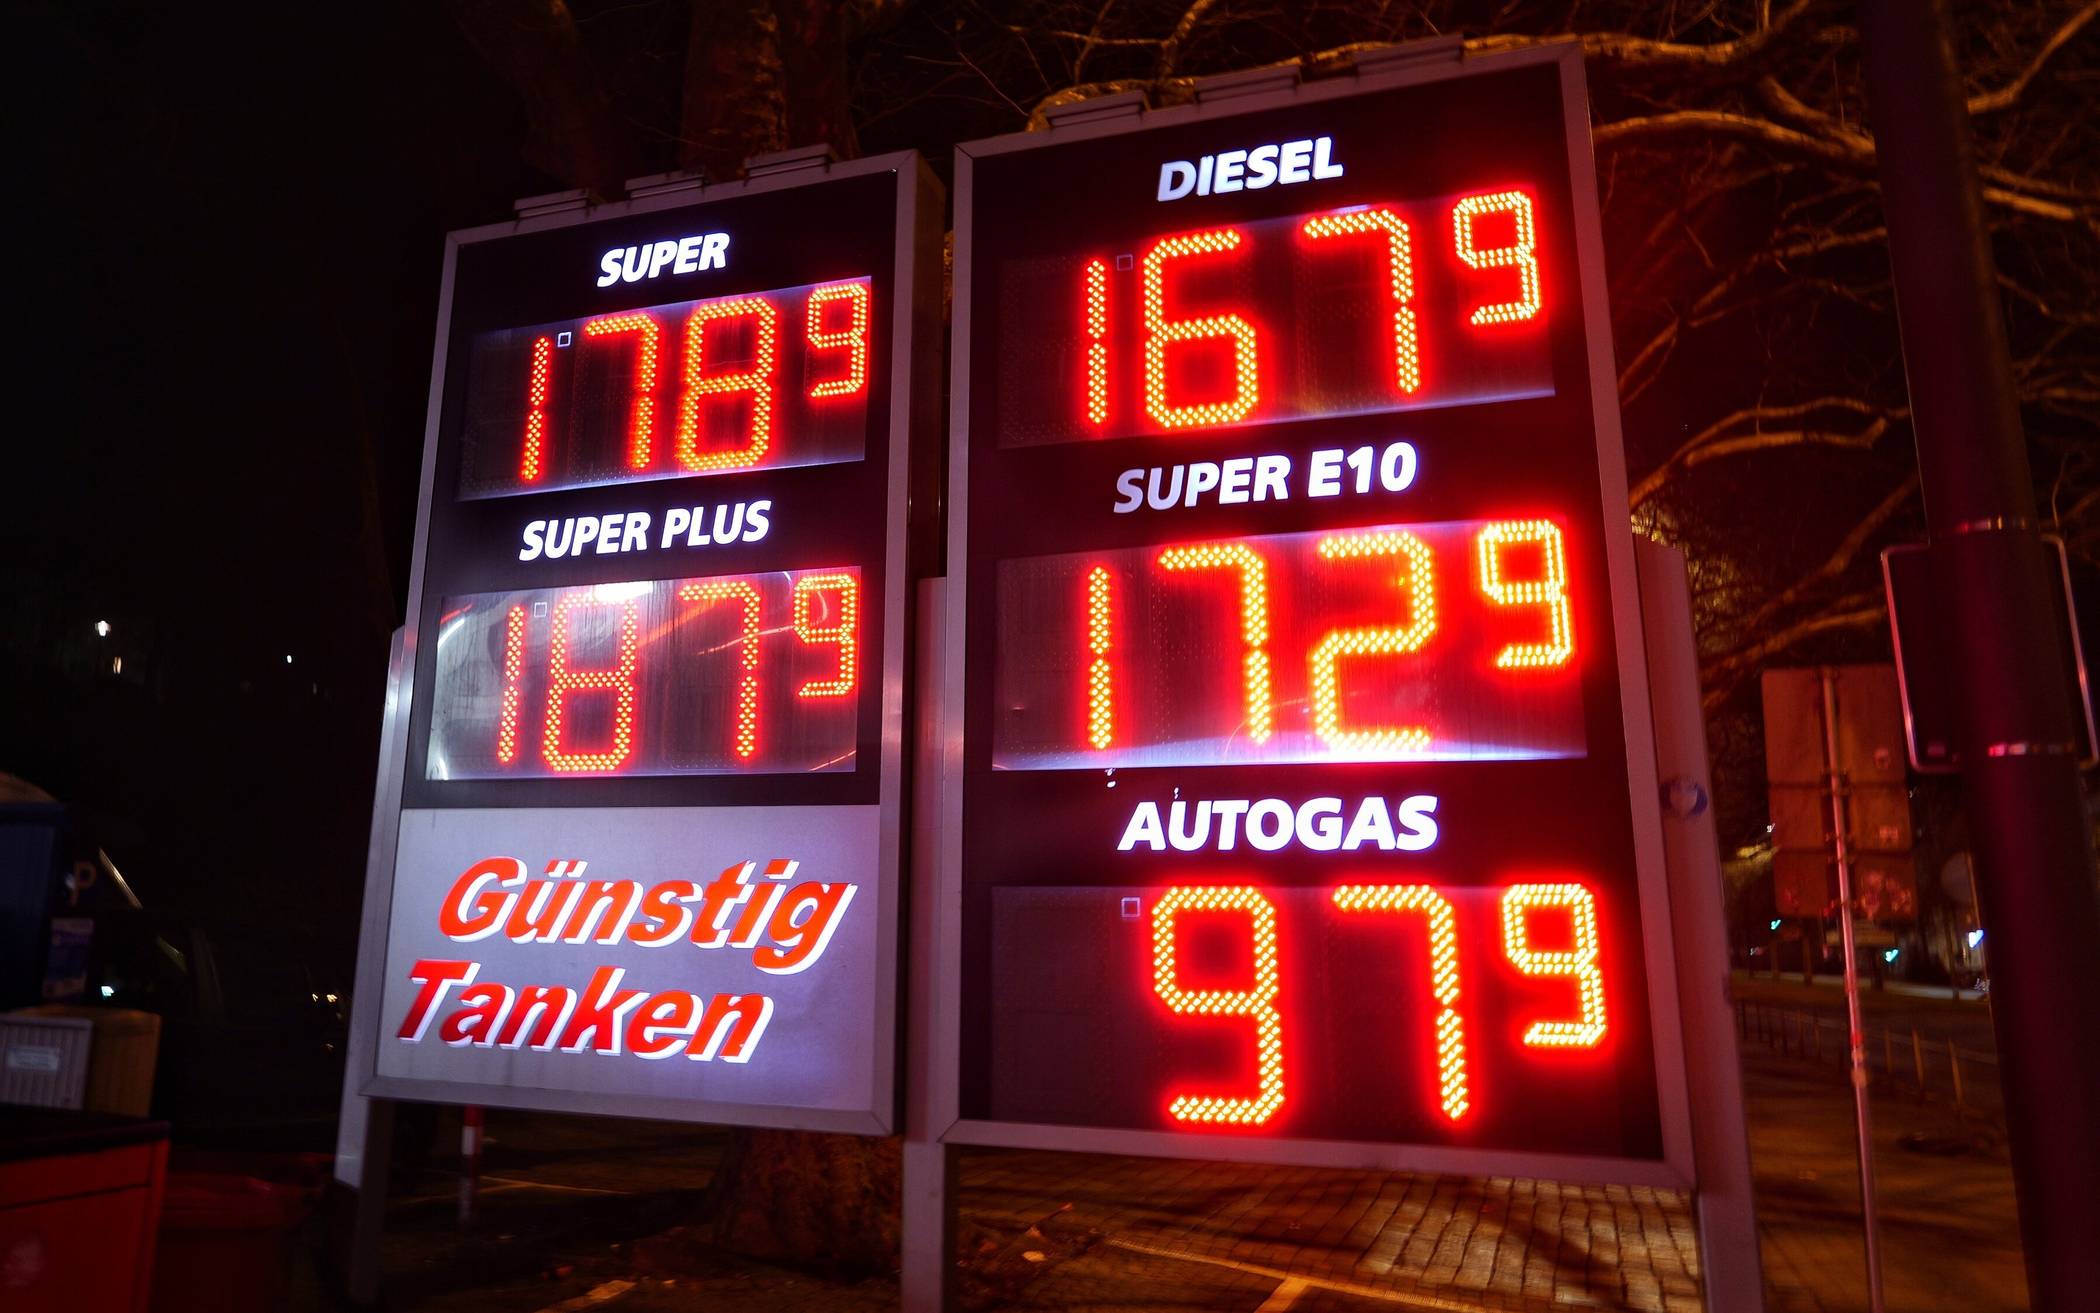 SUPER
178⁹
SUPER PLUS
187⁹
Günstig
Tanken
DIESEL
167⁹
SUPER E10
172⁹
AUTOGAS
97⁹
P